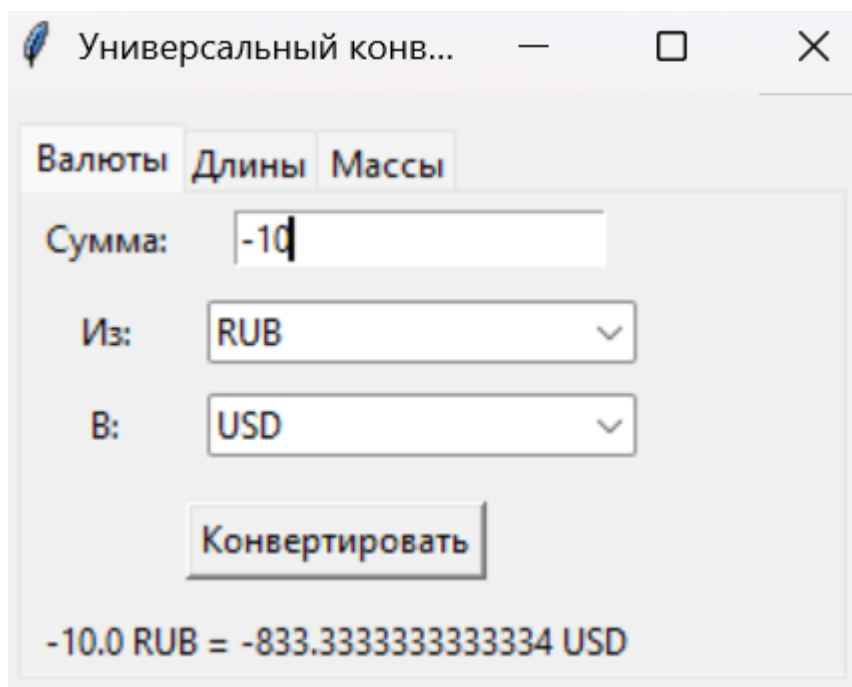 Универсальный конв...
Валюты Длины Массы
Сумма: -10
Из: RUB
В: USD
Конвертировать
-10.0 RUB = -833.3333333333334 USD